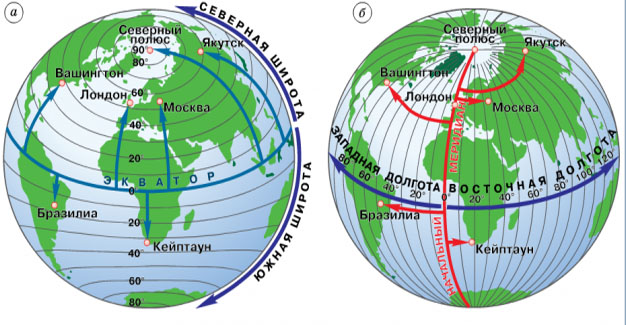 а
СЕВЕРНАЯ ШИРОТА
Северный
полюс
90°
80°
Якутск
Вашингтон
60
Лондон
Москва
40
20
ЭКВАТОР
0
Бразилиа
20
Кейптаун
40°
60°
80
ЮЖНАЯ ШИРОТА
б
Северный
полюс
Якутск
Вашингтон
Лондон
Москва
НАЧАЛЬНЫЙ МЕРИДИАН
ЗАПАДНАЯ ДОЛГОТА ВОСТОЧНАЯ ДОЛГОТА
80 60 40° 20° 0° 20 40° 60° 80° 100° 120°
Бразилиа
Кейптаун